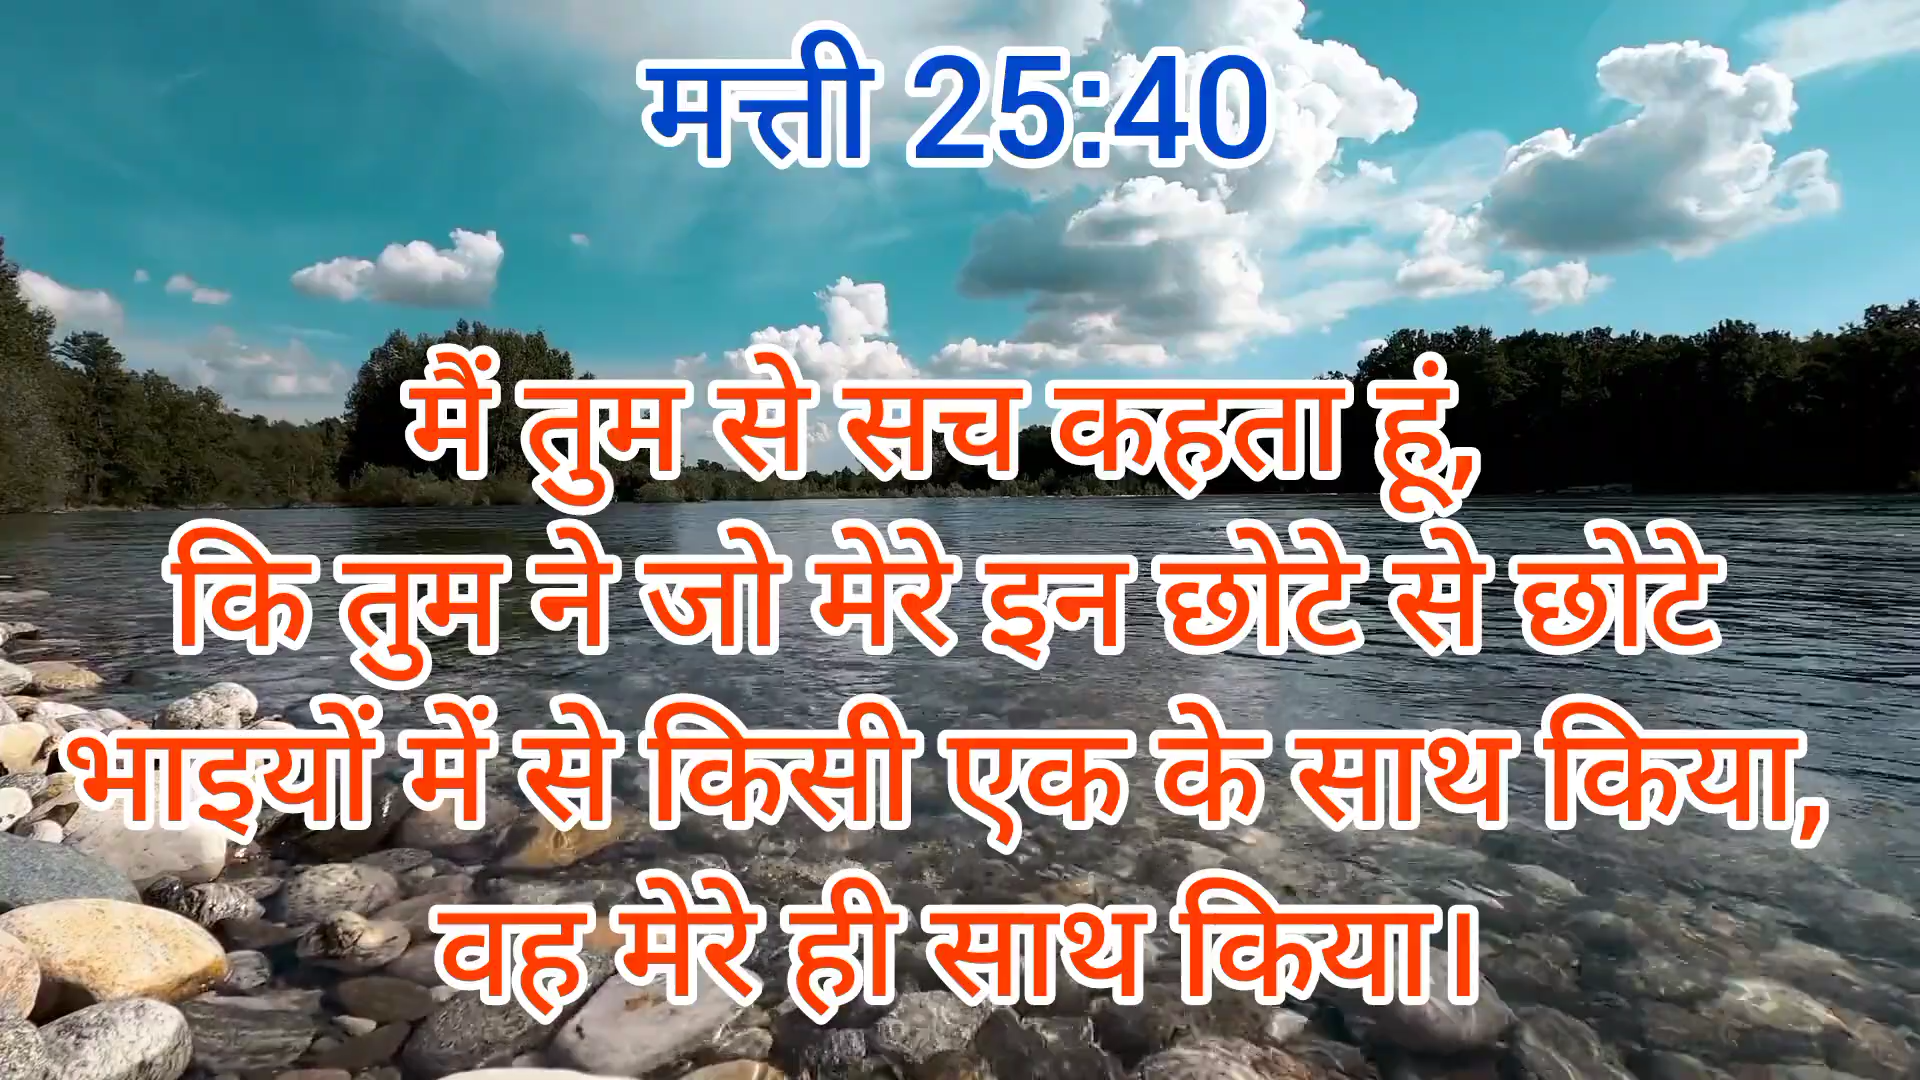 मत्ती 25:40
मैं तुम से सच कहता हूं,
कि तुम ने जो मेरे इन छोटे से छोटे
भाइयों में से किसी एक के साथ किया,
वह मेरे ही साथ किया।